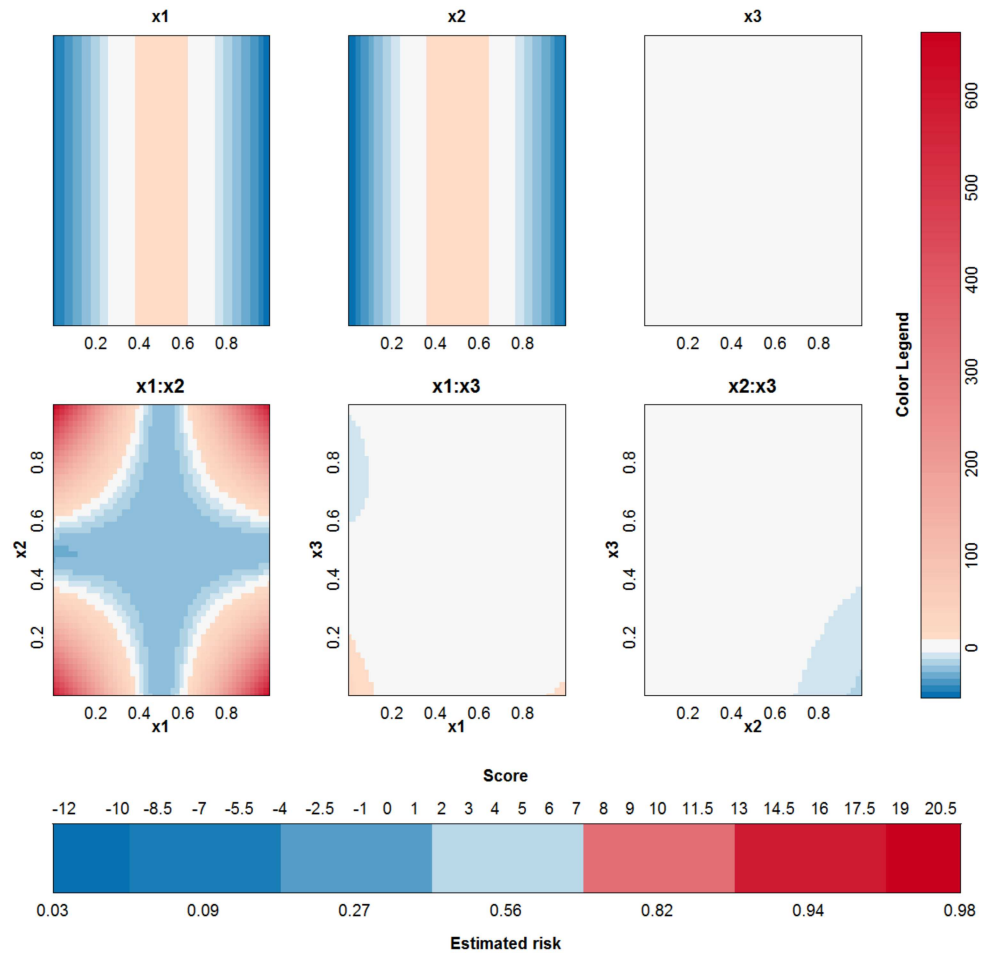 x1 x2 x3
0.2 0.4 0.6 0.8 0.2 0.4 0.6 0.8 0.2 0.4 0.6 0.8
x1:x2 x1:x3 x2:x3
x2
0.2 0.4 0.6 0.8
x3
0.2 0.4 0.6 0.8
x3
0.2 0.4 0.6 0.8
0.2 0.4 0.6 0.8 0.2 0.4 0.6 0.8 0.2 0.4 0.6 0.8
x1 x1 x2
Color Legend
0 100 200 300 400 500 600
Score
-12 -10 -8.5 -7 -5.5 -4 -2.5 -1 0 1 2 3 4 5 6 7 8 9 10 11.5 13 14.5 16 17.5 19 20.5
0.03 0.09 0.27 0.56 0.82 0.94 0.98
Estimated risk